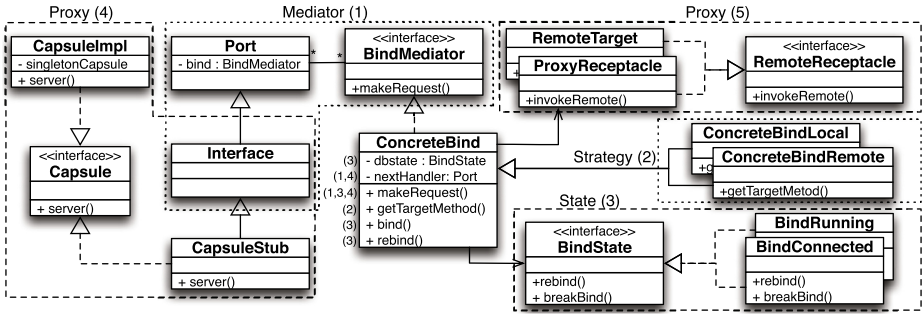 Proxy (4)
Mediator (1)
Proxy (5)
CapsuleImpl
- singletonCapsule
+ server()
Port
- bind : BindMediator
*
*
<<interface>>
BindMediator
+makeRequest()
RemoteTarget
+
ProxyReceptacle
+invokeRemote()
<<interface>>
RemoteReceptacle
+invokeRemote()
<<interface>>
Capsule
+ server()
Interface
CapsuleStub
+ server()
ConcreteBind
(3) - dbstate : BindState
(1,4) - nextHandler: Port
(1,3,4) + makeRequest()
(2) + getTargetMethod()
(3) + bind()
(3) + rebind()
Strategy (2)
ConcreteBindLocal
+g
ConcreteBindRemote
+getTargetMetod()
State (3)
<<interface>>
BindState
+rebind()
+ breakBind()
BindRunning
BindConnected
+rebind()
+ breakBind()